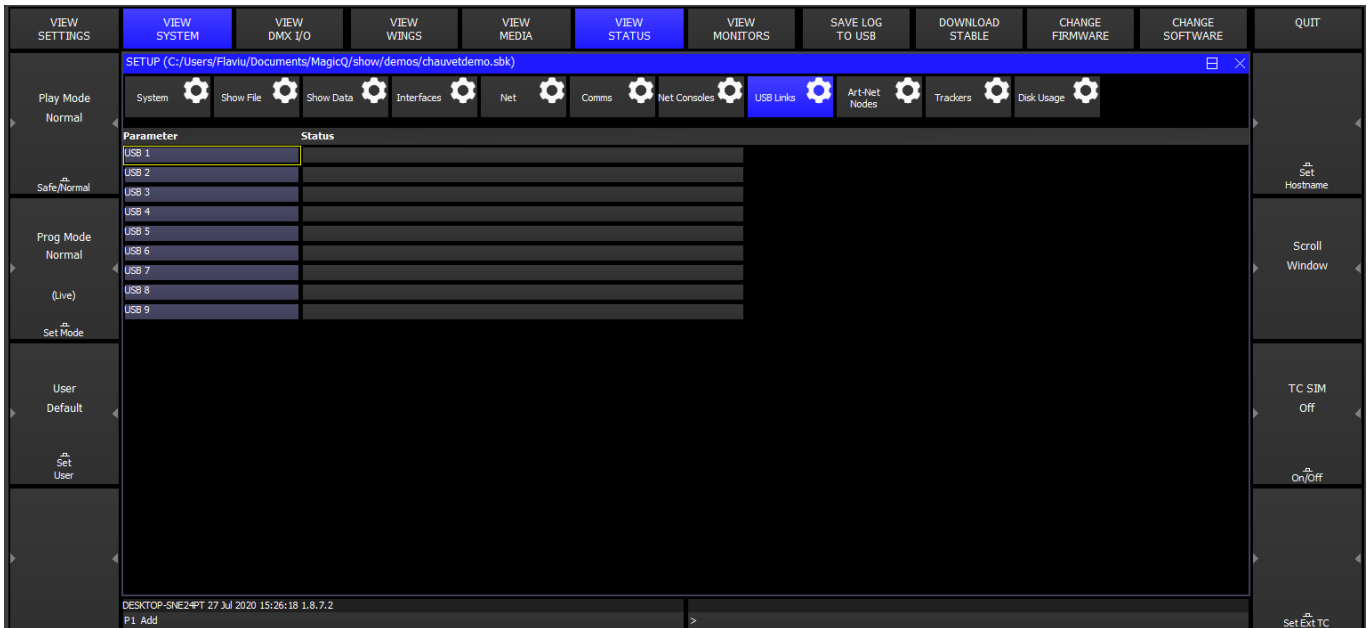 VIEW SETTINGS
VIEW SYSTEM
VIEW DMX I/O
VIEW WINGS
VIEW MEDIA
VIEW STATUS
VIEW MONITORS
SAVE LOG TO USB
DOWNLOAD STABLE
CHANGE FIRMWARE
CHANGE SOFTWARE
QUIT
SETUP (C:/Users/Flaviu/Documents/MagicQ/show/demos/chauvetdemo.sbk)
System
Show File
Show Data
Interfaces
Net
Comms
Net Consoles
USB Links
Art-Net Nodes
Trackers
Disk Usage
Play Mode
Normal
Safe/Normal
Prog Mode
Normal
(Live)
Set Mode
User
Default
Set
User
Parameter Status
USB 1
USB 2
USB 3
USB 4
USB 5
USB 6
USB 7
USB 8
USB 9
Set
Hostname
Scroll
Window
TC SIM
Off
On/Off
Set Ext TC
DESKTOP-SNE24PT 27 Jul 2020 15:26:18 1.8.7.2
P1 Add
>